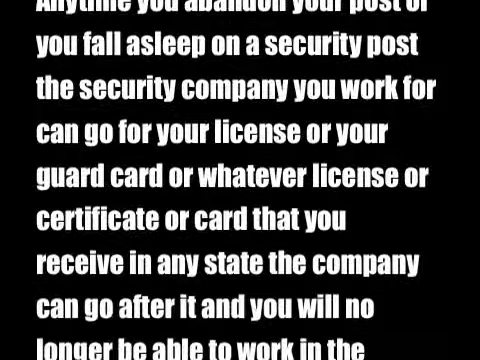 Anytime you abandon your post or
you fall asleep on a security post
the security company you work for
can go for your license or your
guard card or whatever license or
certificate or card that you
receive in any state the company
can go after it and you will no
longer be able to work in the